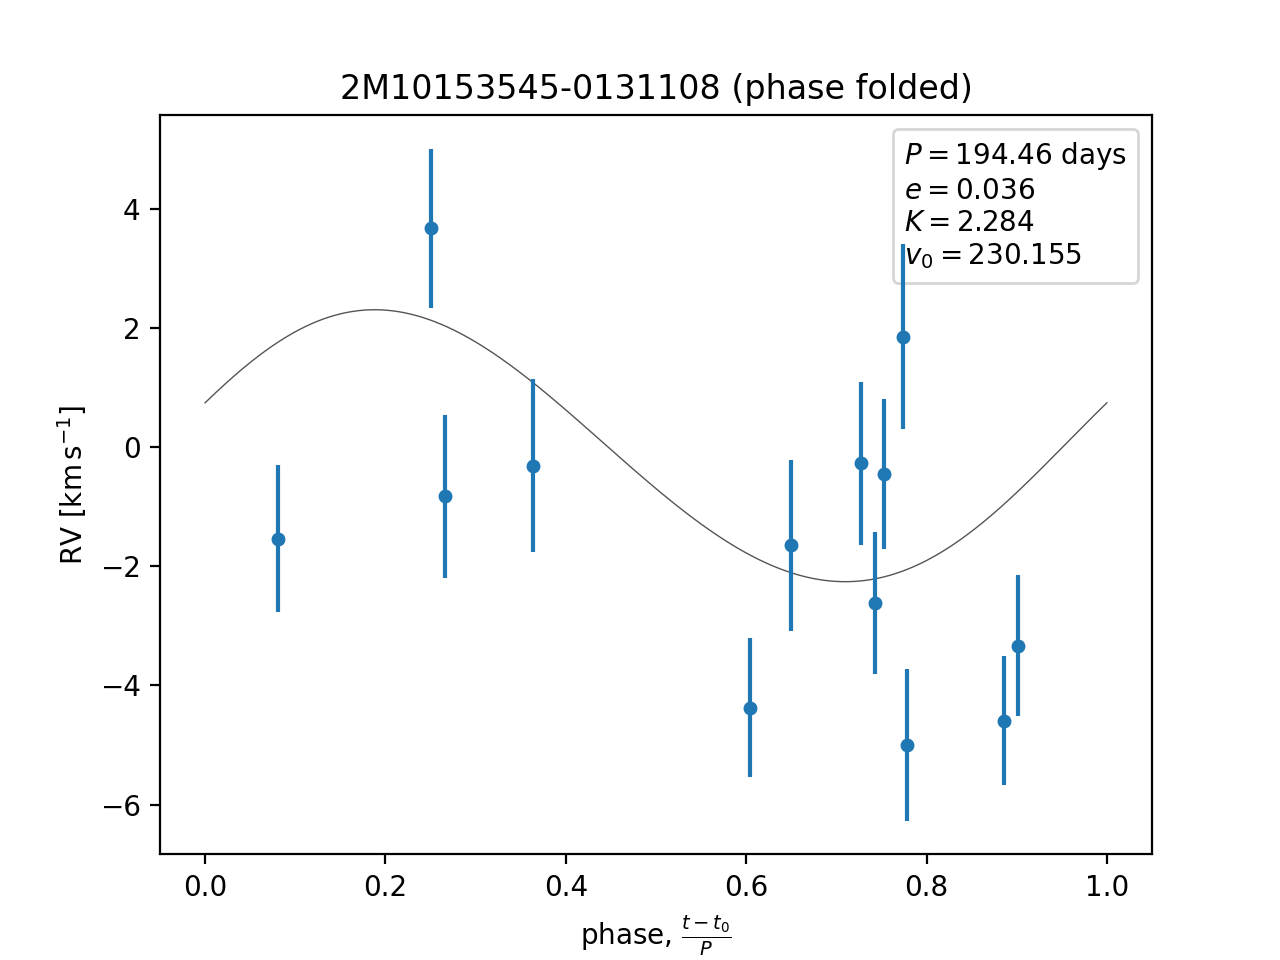 2M10153545-0131108 (phase folded)
P = 194.46 days
e = 0.036
K = 2.284
v₀ = 230.155
RV [km s⁻¹]
4
2
0
−2
−4
−6
0.0 0.2 0.4 0.6 0.8 1.0
phase, (t − t₀)/P